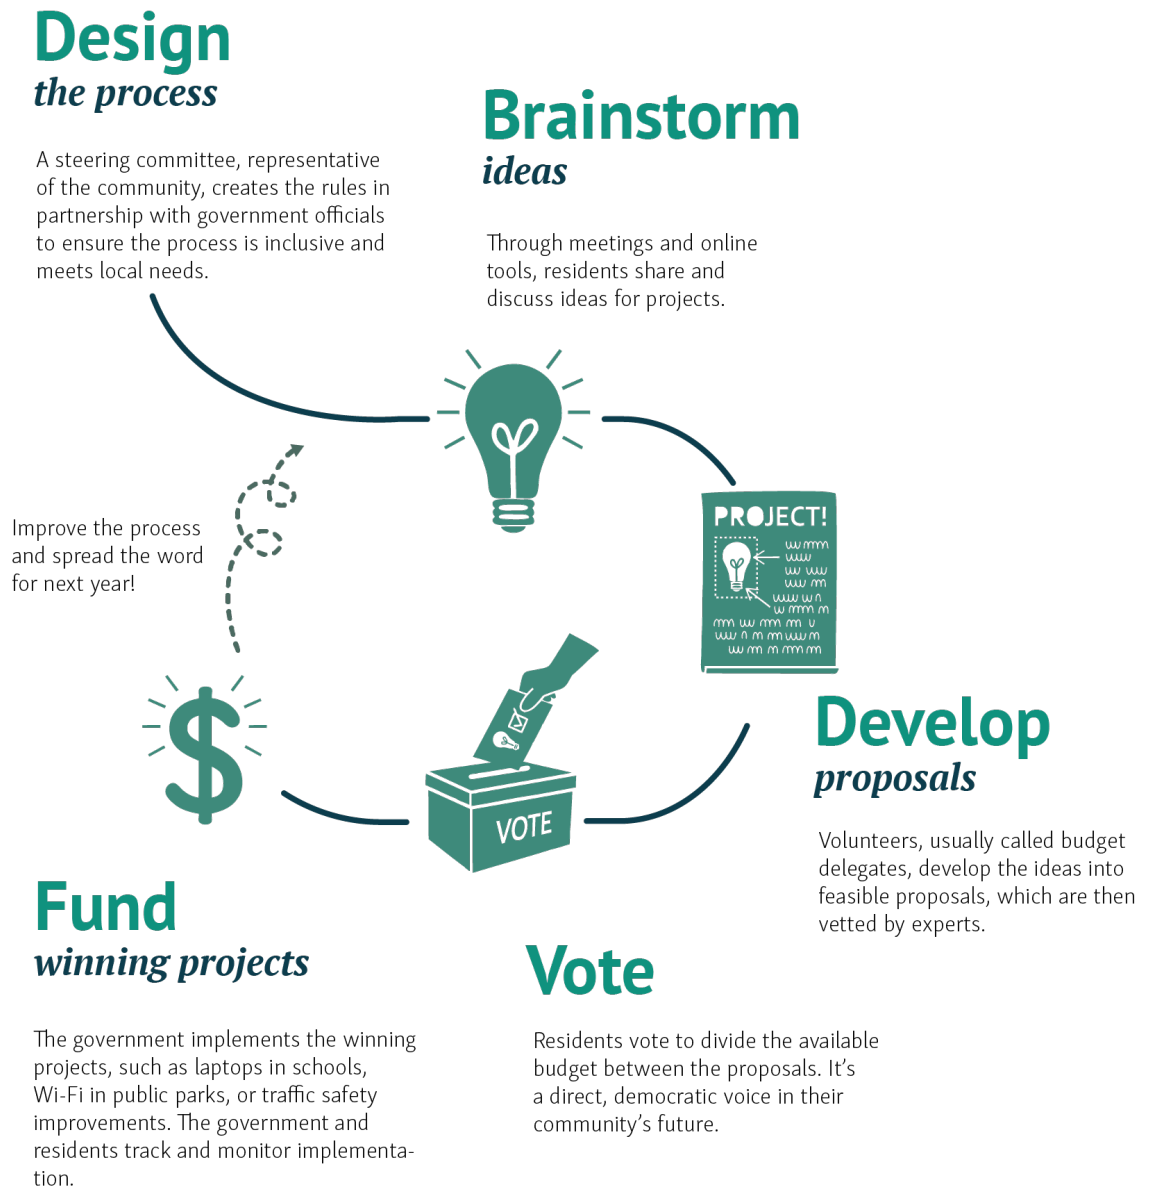 Design
the process
A steering committee, representative
of the community, creates the rules in
partnership with government officials
to ensure the process is inclusive and
meets local needs.
Brainstorm
ideas
Through meetings and online
tools, residents share and
discuss ideas for projects.
Improve the process
and spread the word
for next year!
PROJECT!
Develop
proposals
Volunteers, usually called budget
delegates, develop the ideas into
feasible proposals, which are then
vetted by experts.
VOTE
Vote
Residents vote to divide the available
budget between the proposals. It’s
a direct, democratic voice in their
community’s future.
Fund
winning projects
The government implements the winning
projects, such as laptops in schools,
Wi-Fi in public parks, or traffic safety
improvements. The government and
residents track and monitor implementa-
tion.